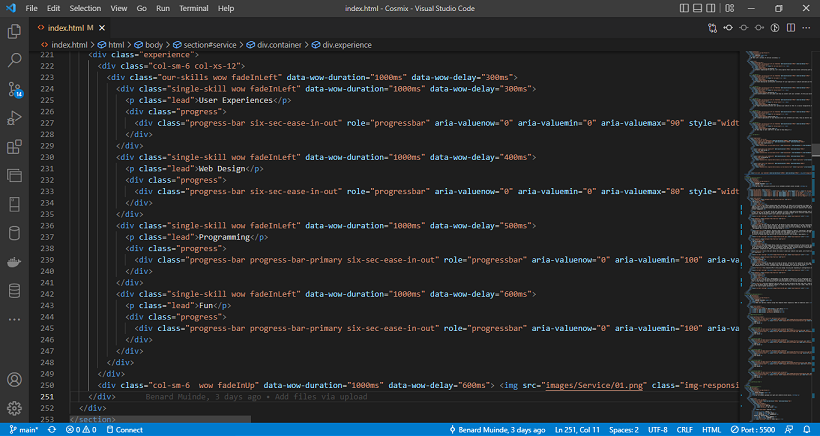 File Edit Selection View Go Run Terminal Help index.html - Cosmix - Visual Studio Code
index.html M
index.html > html > body > section#service > div.container > div.experience
221 <div class="experience">
222 <div class="col-sm-6 col-xs-12">
223 <div class="our-skills wow fadeInLeft" data-wow-duration="1000ms" data-wow-delay="300ms">
224 <div class="single-skill wow fadeInLeft" data-wow-duration="1000ms" data-wow-delay="300ms">
225 <p class="lead">User Experiences</p>
226 <div class="progress">
227 <div class="progress-bar six-sec-ease-in-out" role="progressbar" aria-valuenow="0" aria-valuemin="0" aria-valuemax="90" style="widt
228 </div>
229 </div>
230 <div class="single-skill wow fadeInLeft" data-wow-duration="1000ms" data-wow-delay="400ms">
231 <p class="lead">Web Design</p>
232 <div class="progress">
233 <div class="progress-bar six-sec-ease-in-out" role="progressbar" aria-valuenow="0" aria-valuemin="0" aria-valuemax="80" style="widt
234 </div>
235 </div>
236 <div class="single-skill wow fadeInLeft" data-wow-duration="1000ms" data-wow-delay="500ms">
237 <p class="lead">Programming</p>
238 <div class="progress">
239 <div class="progress-bar progress-bar-primary six-sec-ease-in-out" role="progressbar" aria-valuenow="0" aria-valuemin="100" aria-va
240 </div>
241 </div>
242 <div class="single-skill wow fadeInLeft" data-wow-duration="1000ms" data-wow-delay="600ms">
243 <p class="lead">Fun</p>
244 <div class="progress">
245 <div class="progress-bar progress-bar-primary six-sec-ease-in-out" role="progressbar" aria-valuenow="0" aria-valuemin="100" aria-va
246 </div>
247 </div>
248 </div>
249 </div>
250 <div class="col-sm-6  wow fadeInUp" data-wow-duration="1000ms" data-wow-delay="600ms"> <img src="images/Service/01.png" class="img-responsi
251 </div> Benard Muinde, 3 days ago • Add files via upload
252 </div>
253 </section>
14
main* 0 0 Connect Benard Muinde, 3 days ago Ln 251, Col 11 Spaces: 2 UTF-8 CRLF HTML Port : 5500